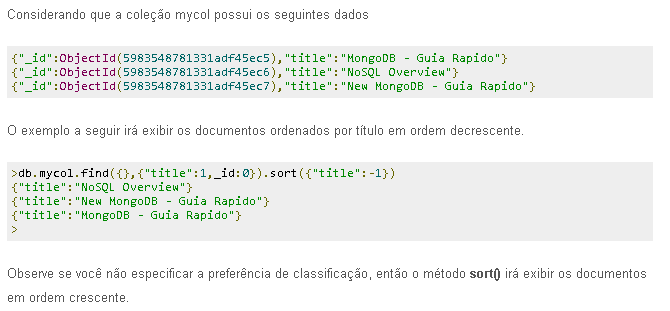 Considerando que a coleção mycol possui os seguintes dados
{"_id":ObjectId(5983548781331adf45ec5),"title":"MongoDB - Guia Rapido"}
{"_id":ObjectId(5983548781331adf45ec6),"title":"NoSQL Overview"}
{"_id":ObjectId(5983548781331adf45ec7),"title":"New MongoDB - Guia Rapido"}
O exemplo a seguir irá exibir os documentos ordenados por título em ordem decrescente.
>db.mycol.find({},{"title":1,_id:0}).sort({"title":-1})
{"title":"NoSQL Overview"}
{"title":"New MongoDB - Guia Rapido"}
{"title":"MongoDB - Guia Rapido"}
>
Observe se você não especificar a preferência de classificação, então o método sort() irá exibir os documentos
em ordem crescente.